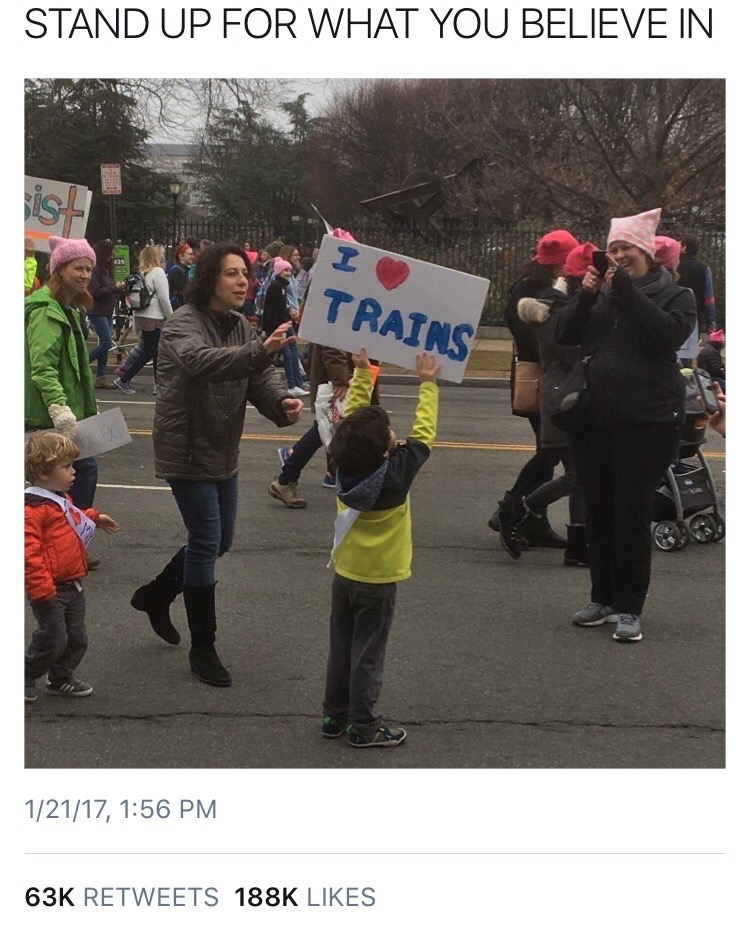 STAND UP FOR WHAT YOU BELIEVE IN
sist
I ❤
TRAINS
1/21/17, 1:56 PM
63K RETWEETS 188K LIKES